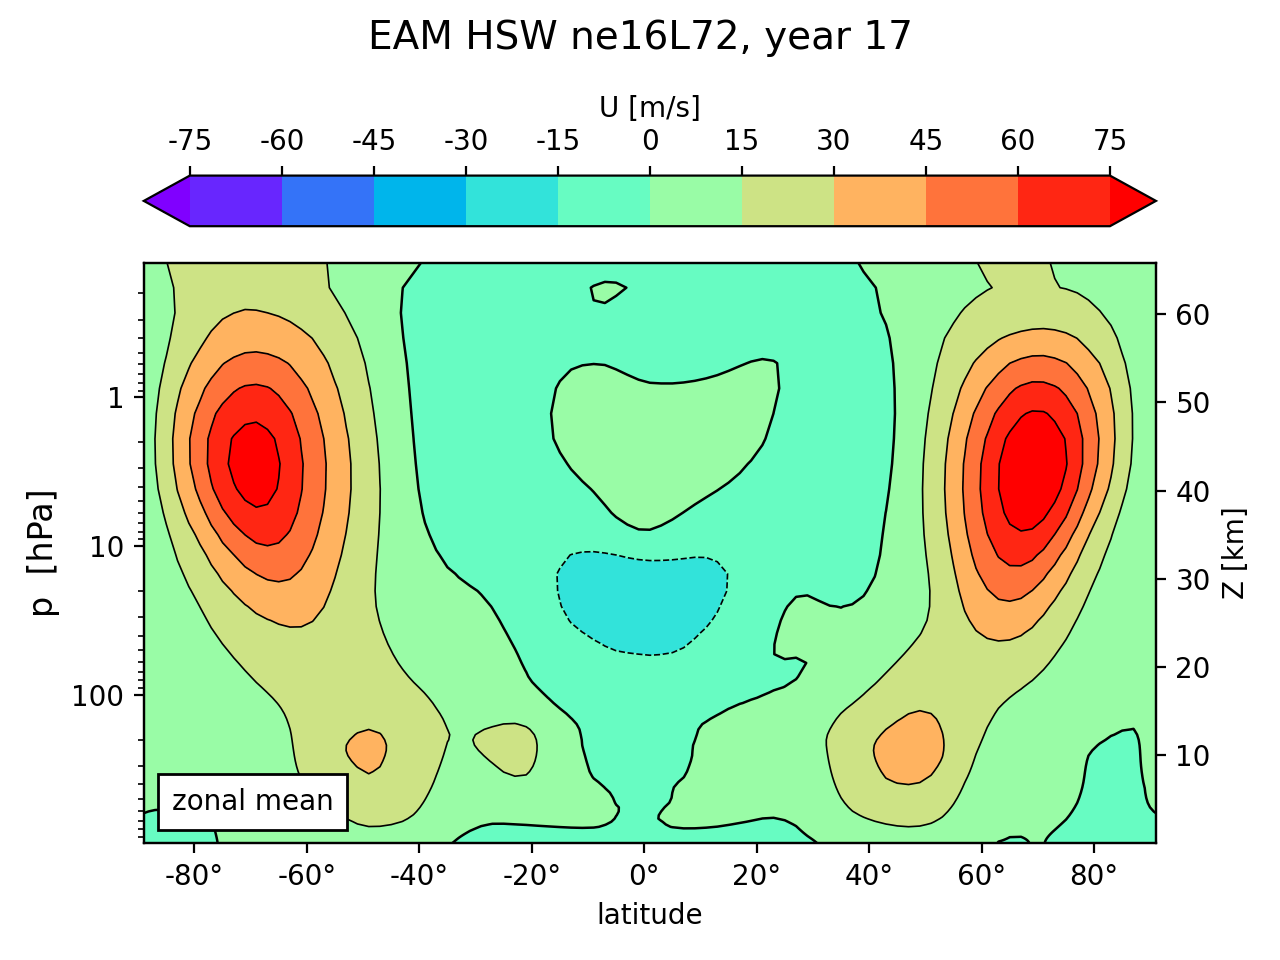 EAM HSW ne16L72, year 17
U [m/s]
-75 -60 -45 -30 -15 0 15 30 45 60 75
60
1
50
40
10
30
20
100
10
p [hPa]
Z [km]
zonal mean
-80° -60° -40° -20° 0° 20° 40° 60° 80°
latitude